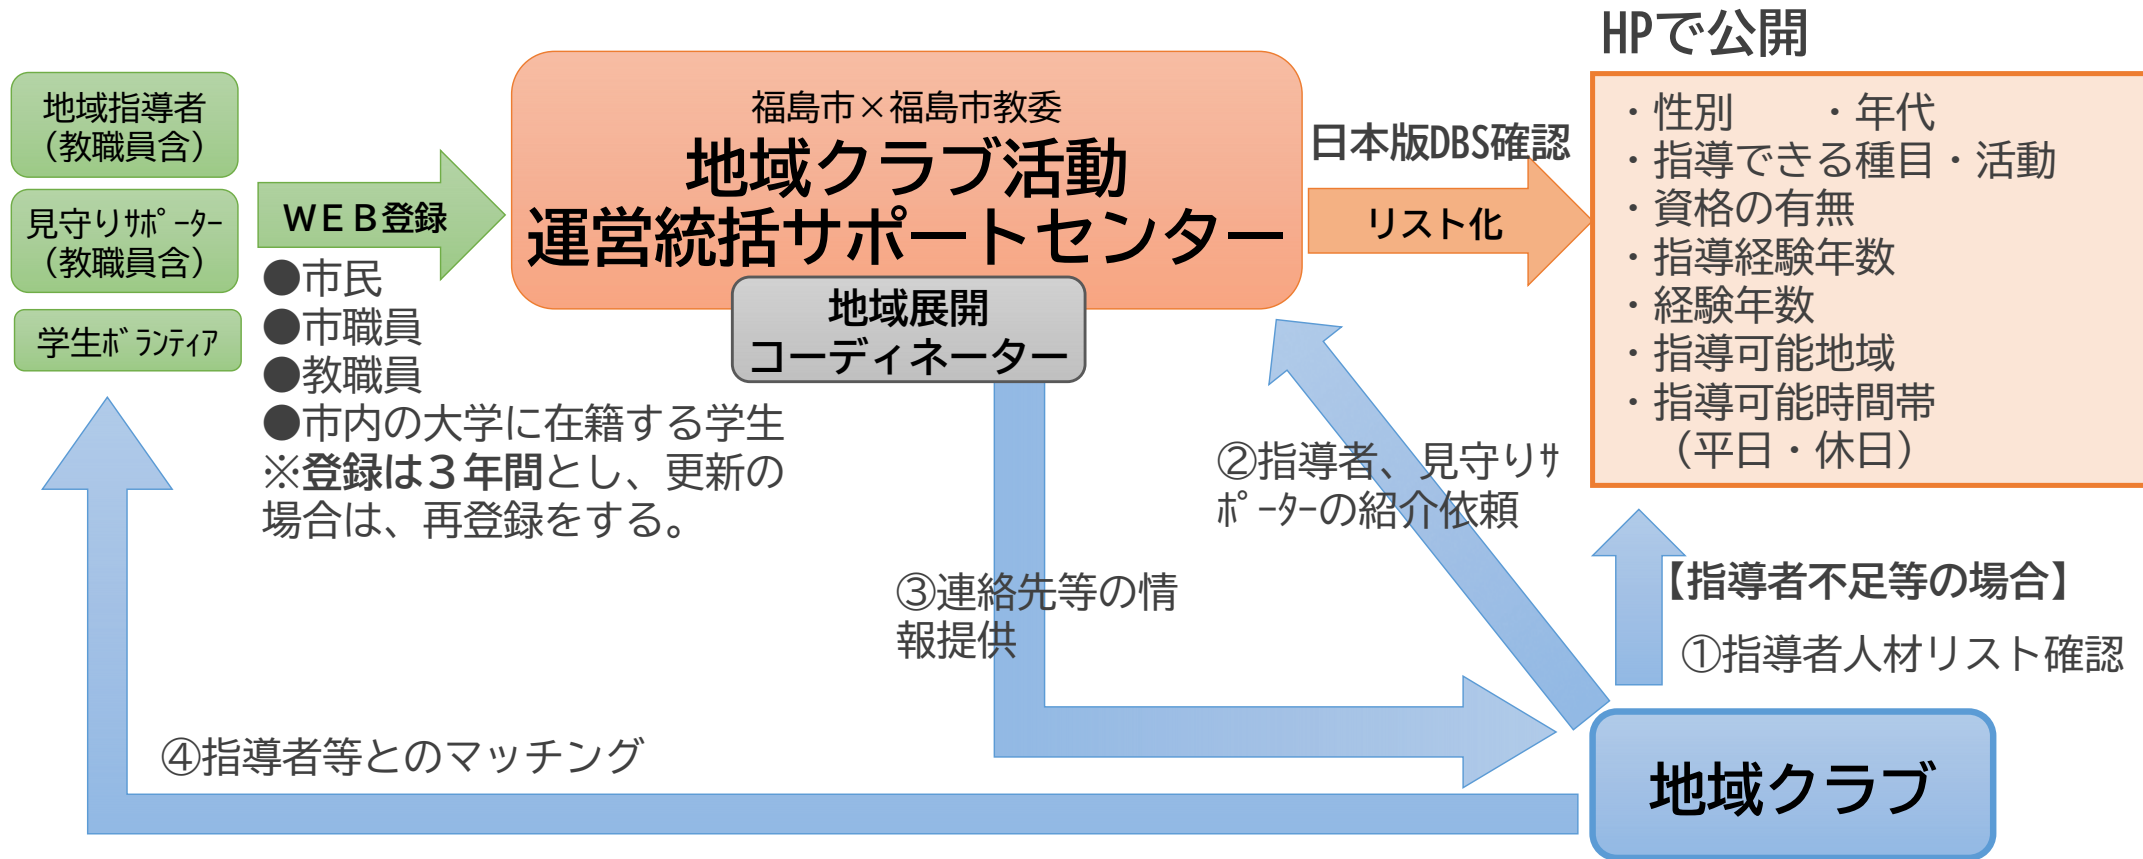 HPで公開
地域指導者
（教職員含）
見守りｻﾎﾟｰﾀｰ
（教職員含）
学生ﾎﾞﾗﾝﾃｨｱ
ＷＥＢ登録
●市民
●市職員
●教職員
●市内の大学に在籍する学生
※登録は３年間とし、更新の
場合は、再登録をする。
福島市×福島市教委
地域クラブ活動
運営統括サポートセンター
地域展開
コーディネーター
日本版DBS確認
リスト化
・性別　　・年代
・指導できる種目・活動
・資格の有無
・指導経験年数
・経験年数
・指導可能地域
・指導可能時間帯
（平日・休日）
②指導者、見守りｻ
ﾎﾟｰﾀｰの紹介依頼
③連絡先等の情
報提供
【指導者不足等の場合】
①指導者人材リスト確認
④指導者等とのマッチング
地域クラブ